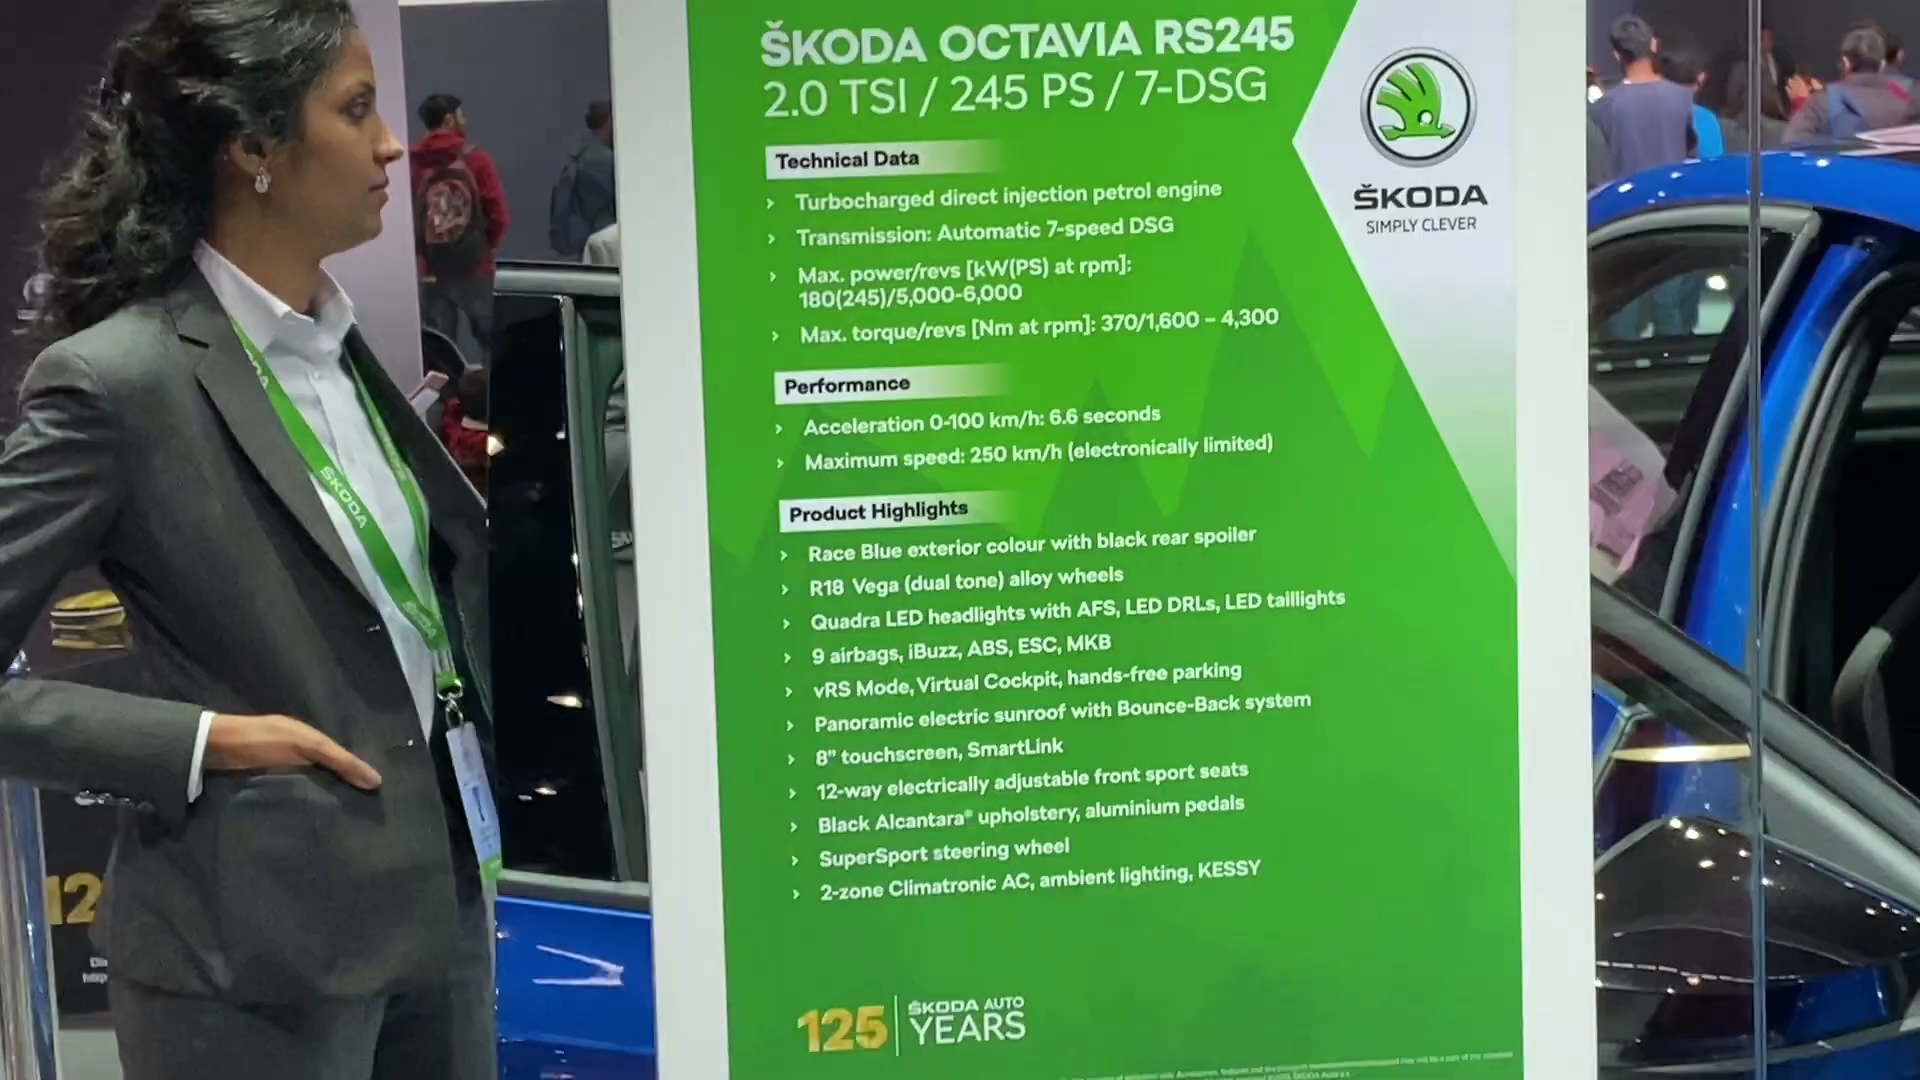 ŠKODA OCTAVIA RS245
2.0 TSI / 245 PS / 7-DSG
Technical Data
› Turbocharged direct injection petrol engine
› Transmission: Automatic 7-speed DSG
› Max. power/revs [kW(PS) at rpm]:
180(245)/5,000-6,000
› Max. torque/revs [Nm at rpm]: 370/1,600 – 4,300
Performance
› Acceleration 0-100 km/h: 6.6 seconds
› Maximum speed: 250 km/h (electronically limited)
Product Highlights
› Race Blue exterior colour with black rear spoiler
› R18 Vega (dual tone) alloy wheels
› Quadra LED headlights with AFS, LED DRLs, LED taillights
› 9 airbags, iBuzz, ABS, ESC, MKB
› vRS Mode, Virtual Cockpit, hands-free parking
› Panoramic electric sunroof with Bounce-Back system
› 8" touchscreen, SmartLink
› 12-way electrically adjustable front sport seats
› Black Alcantara® upholstery, aluminium pedals
› SuperSport steering wheel
› 2-zone Climatronic AC, ambient lighting, KESSY
125 ŠKODA AUTO
YEARS
ŠKODA
SIMPLY CLEVER
ŠKODA
12